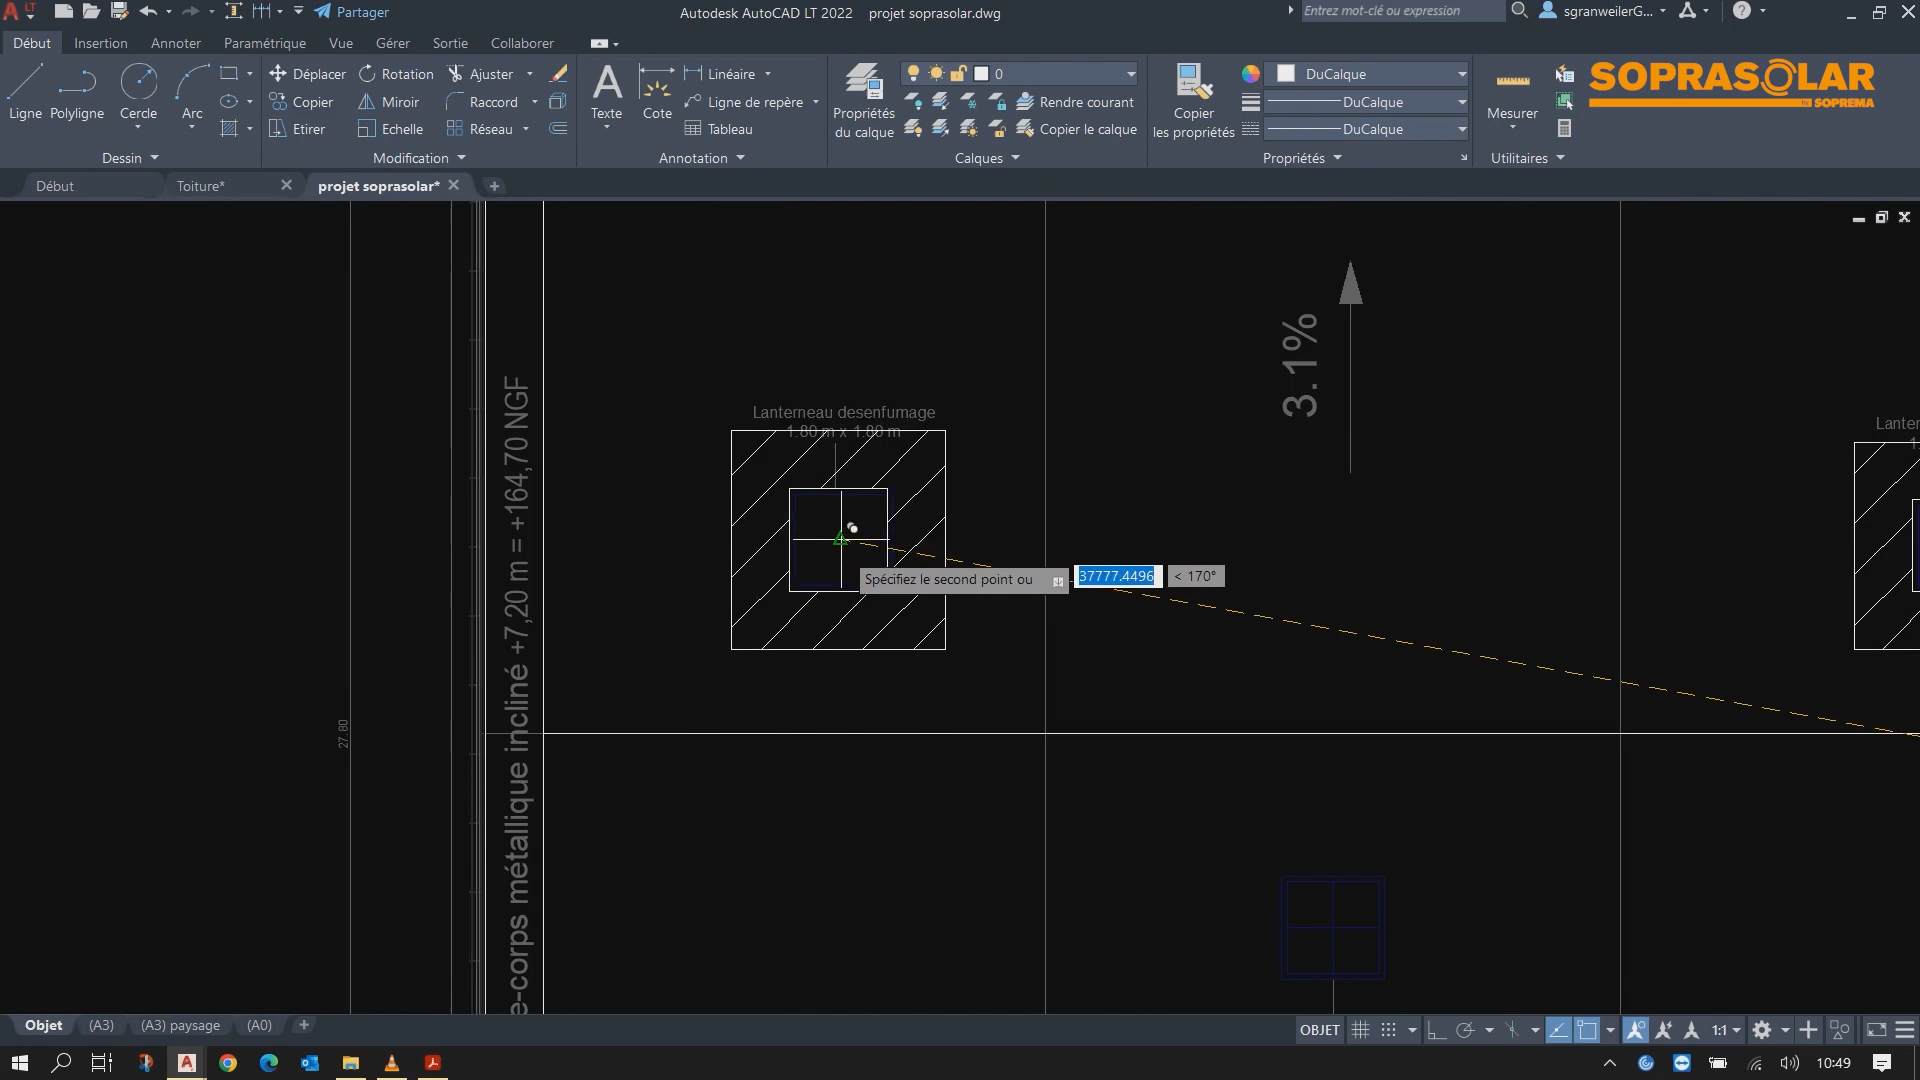 Partager
Autodesk AutoCAD LT 2022 projet soprasolar.dwg
Entrez mot-clé ou expression
sgranweilerG...
Début Insertion Annoter Paramétrique Vue Gérer Sortie Collaborer
Ligne Polyligne Cercle Arc
Déplacer Rotation Ajuster
Copier Miroir Raccord
Etirer Echelle Réseau
Texte Cote
Linéaire
Ligne de repère
Tableau
Propriétés du calque
0
Rendre courant
Copier le calque
Copier les propriétés
DuCalque
DuCalque
DuCalque
Mesurer
SOPRASOLAR
by SOPREMA
Dessin Modification Annotation Calques Propriétés Utilitaires
Début Toiture* projet soprasolar*
3.1%
Lanterneau desenfumage
1.80 m x 1.80 m
Lanter
e-corps métallique incliné +7,20 m = +164,70 NGF
27.80
Spécifiez le second point ou
37777.4496
< 170°
Objet (A3) (A3) paysage (A0)
OBJET
1:1
10:49